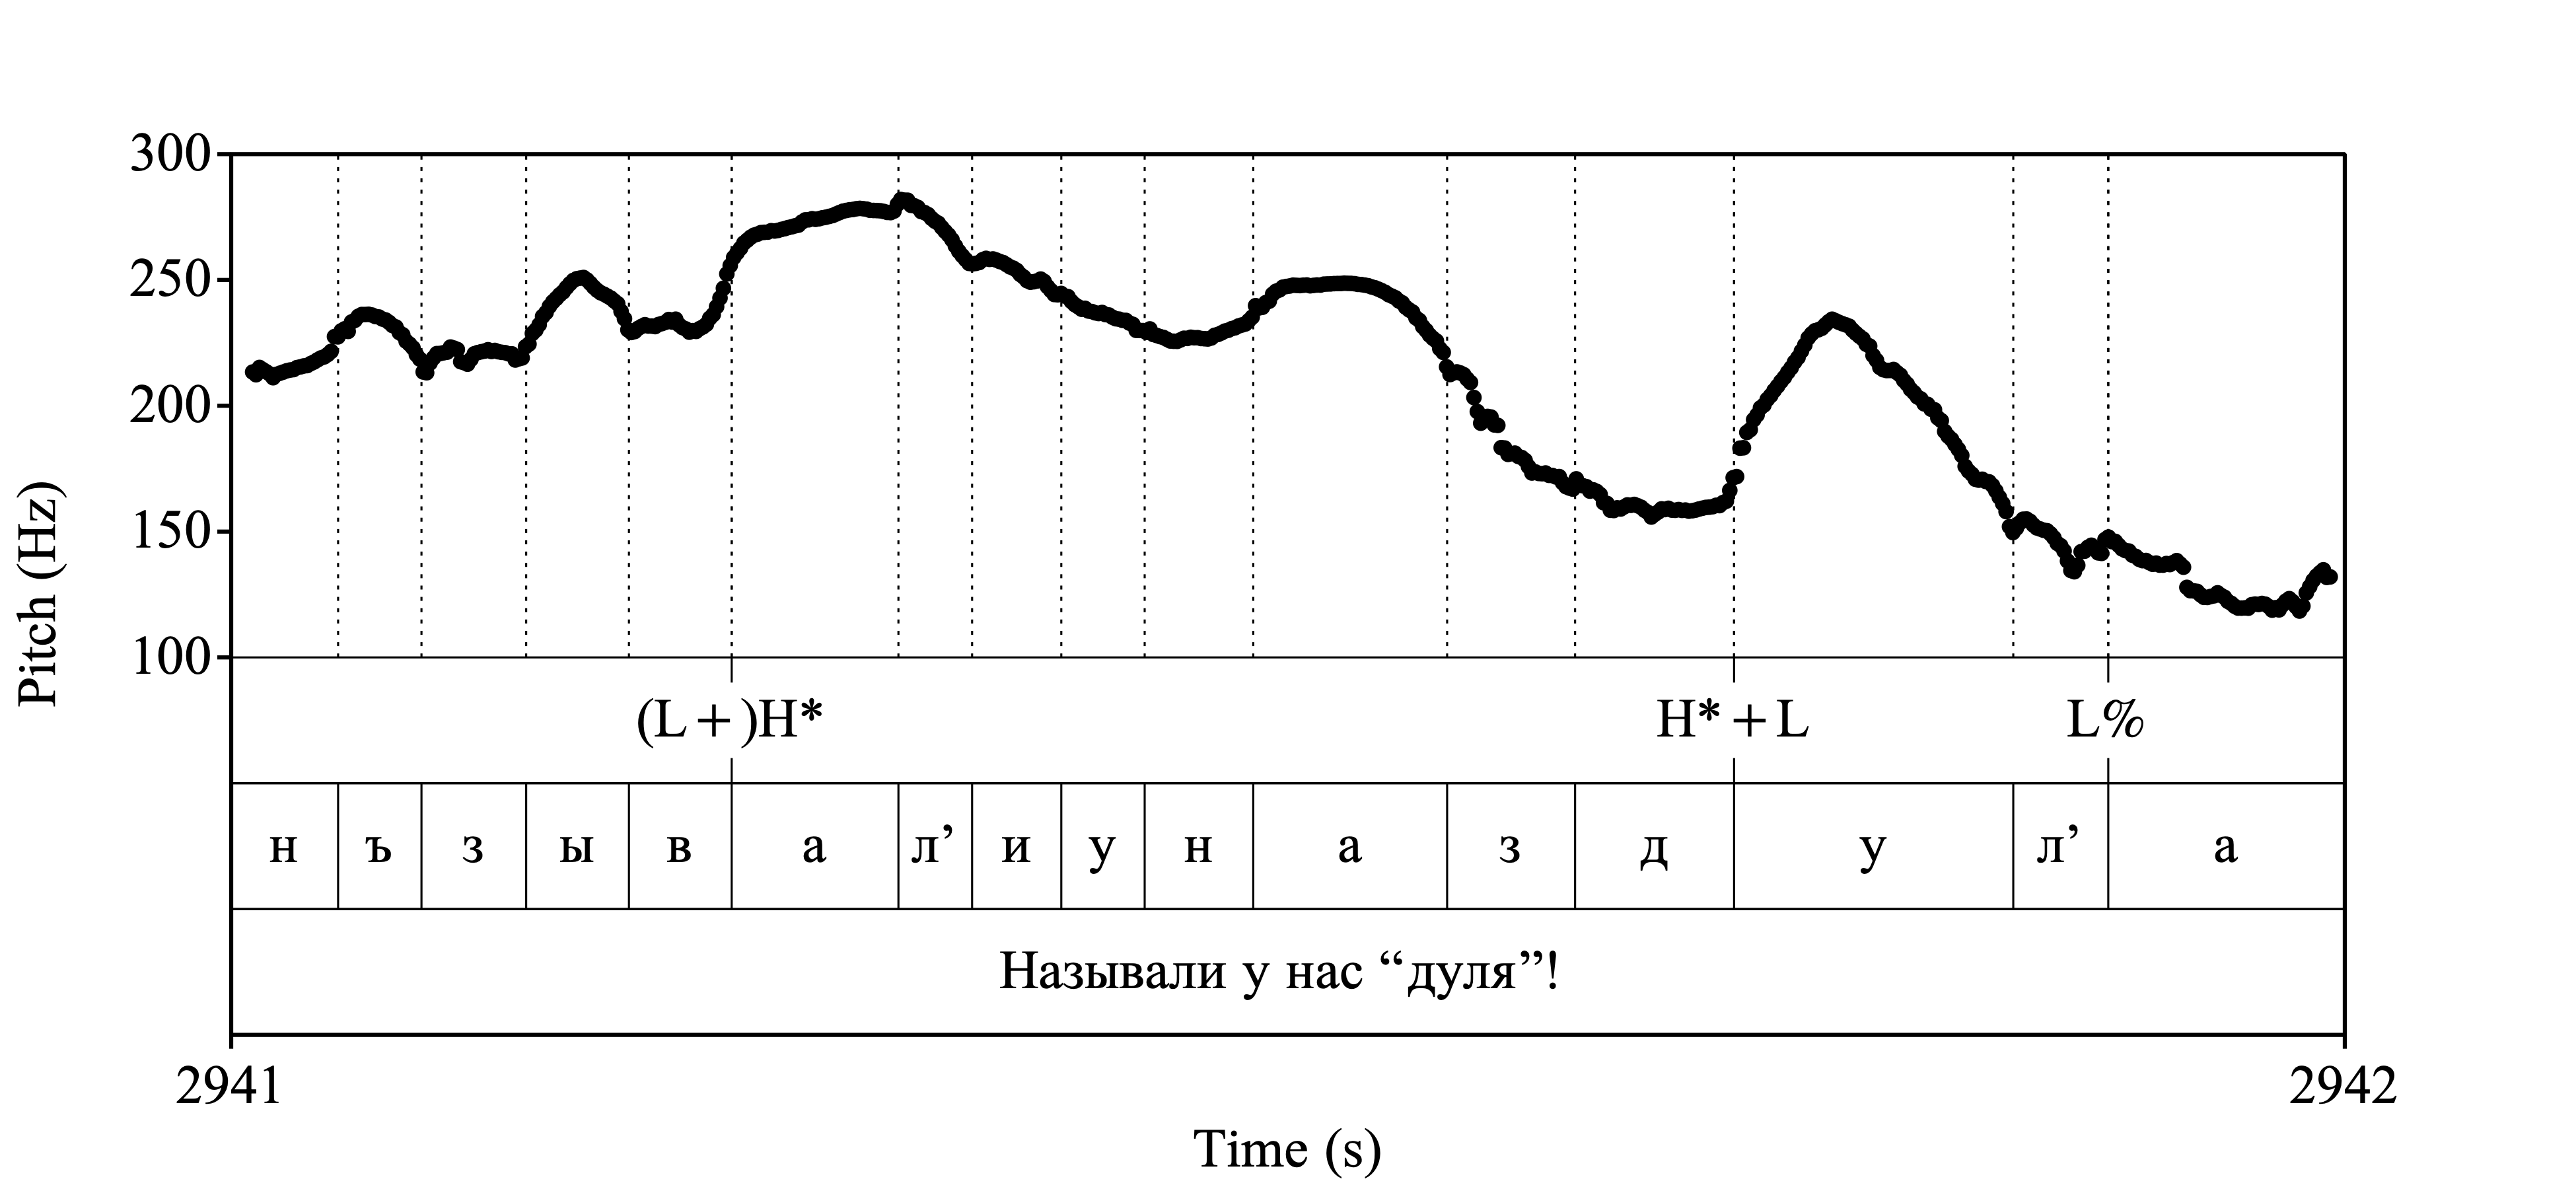 300
250
200
150
100
Pitch (Hz)
(L+)H* H*+L L%
н ъ з ы в а л’ и у н а з д у л’ а
Называли у нас “дуля”!
2941 2942
Time (s)